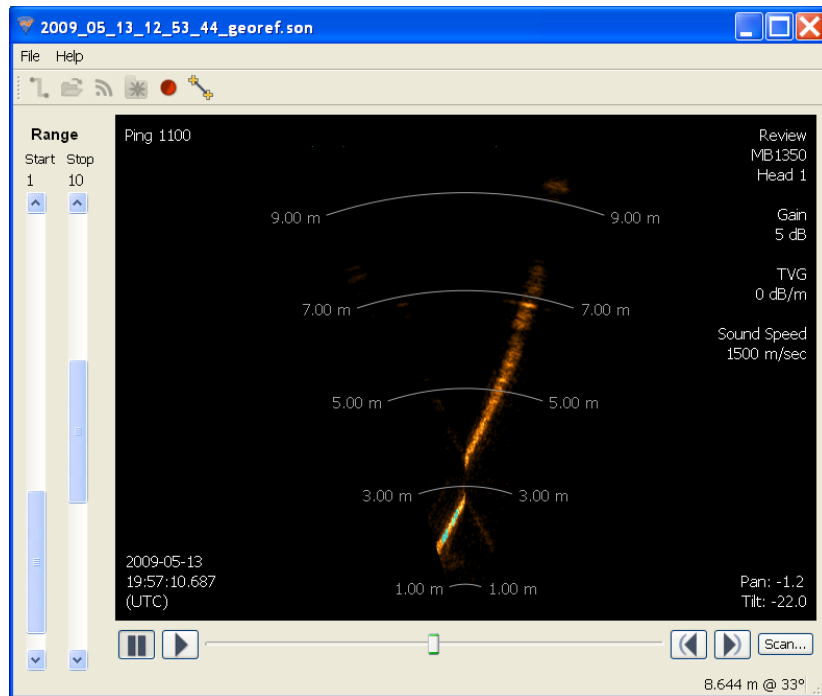 2009_05_13_12_53_44_georef.son
File Help
Range
Start Stop
1 10
Ping 1100
Review
MB1350
Head 1
Gain
5 dB
TVG
0 dB/m
Sound Speed
1500 m/sec
9.00 m 9.00 m
7.00 m 7.00 m
5.00 m 5.00 m
3.00 m 3.00 m
1.00 m 1.00 m
2009-05-13
19:57:10.687
(UTC)
Pan: -1.2
Tilt: -22.0
Scan...
8.644 m @ 33°